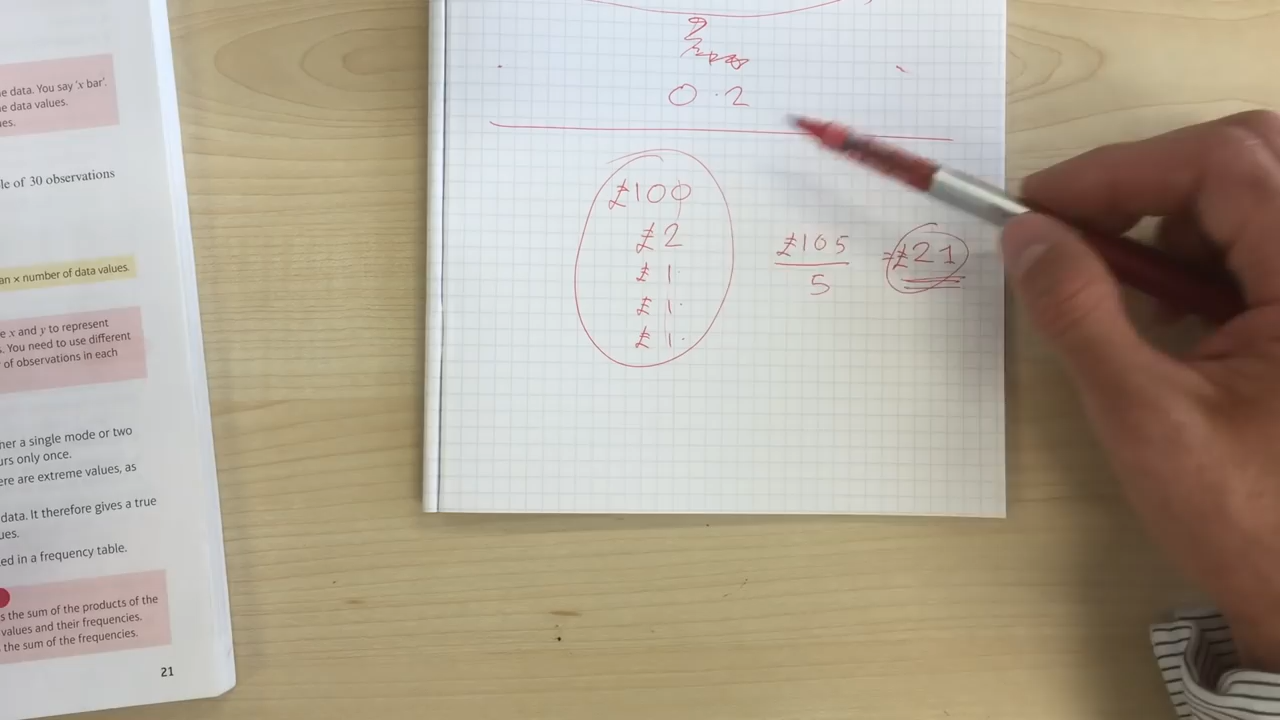 e data. You say 'x bar'.
e data values.
es.
le of 30 observations
an × number of data values.
e x and y to represent
. You need to use different
of observations in each
ner a single mode or two
urs only once.
ere are extreme values, as
data. It therefore gives a true
ues.
ed in a frequency table.
s the sum of the products of the
values and their frequencies,
the sum of the frequencies.
21
0.2
£100
£2
£1
£1
£1
£105
5
=£21